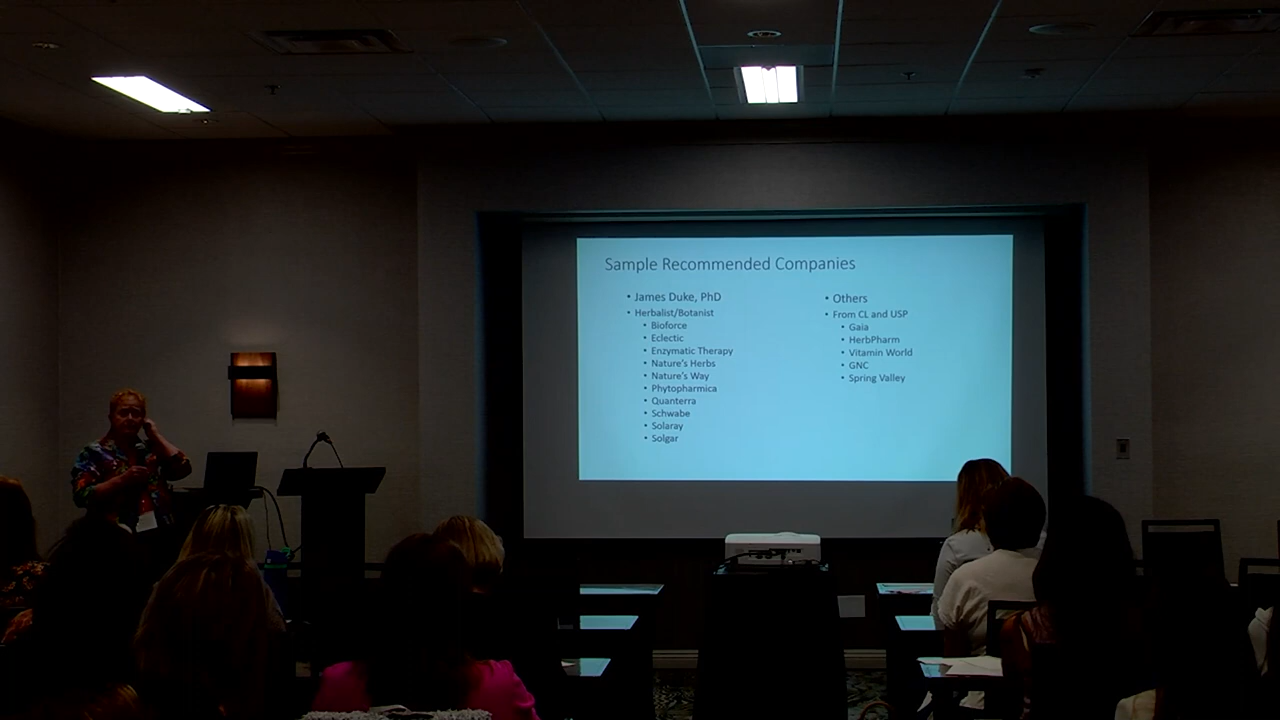 Sample Recommended Companies
• James Duke, PhD
• Herbalist/Botanist
• Bioforce
• Eclectic
• Enzymatic Therapy
• Nature's Herbs
• Nature's Way
• Phytopharmica
• Quanterra
• Schwabe
• Solaray
• Solgar
• Others
• From CL and USP
• Gaia
• HerbPharm
• Vitamin World
• GNC
• Spring Valley